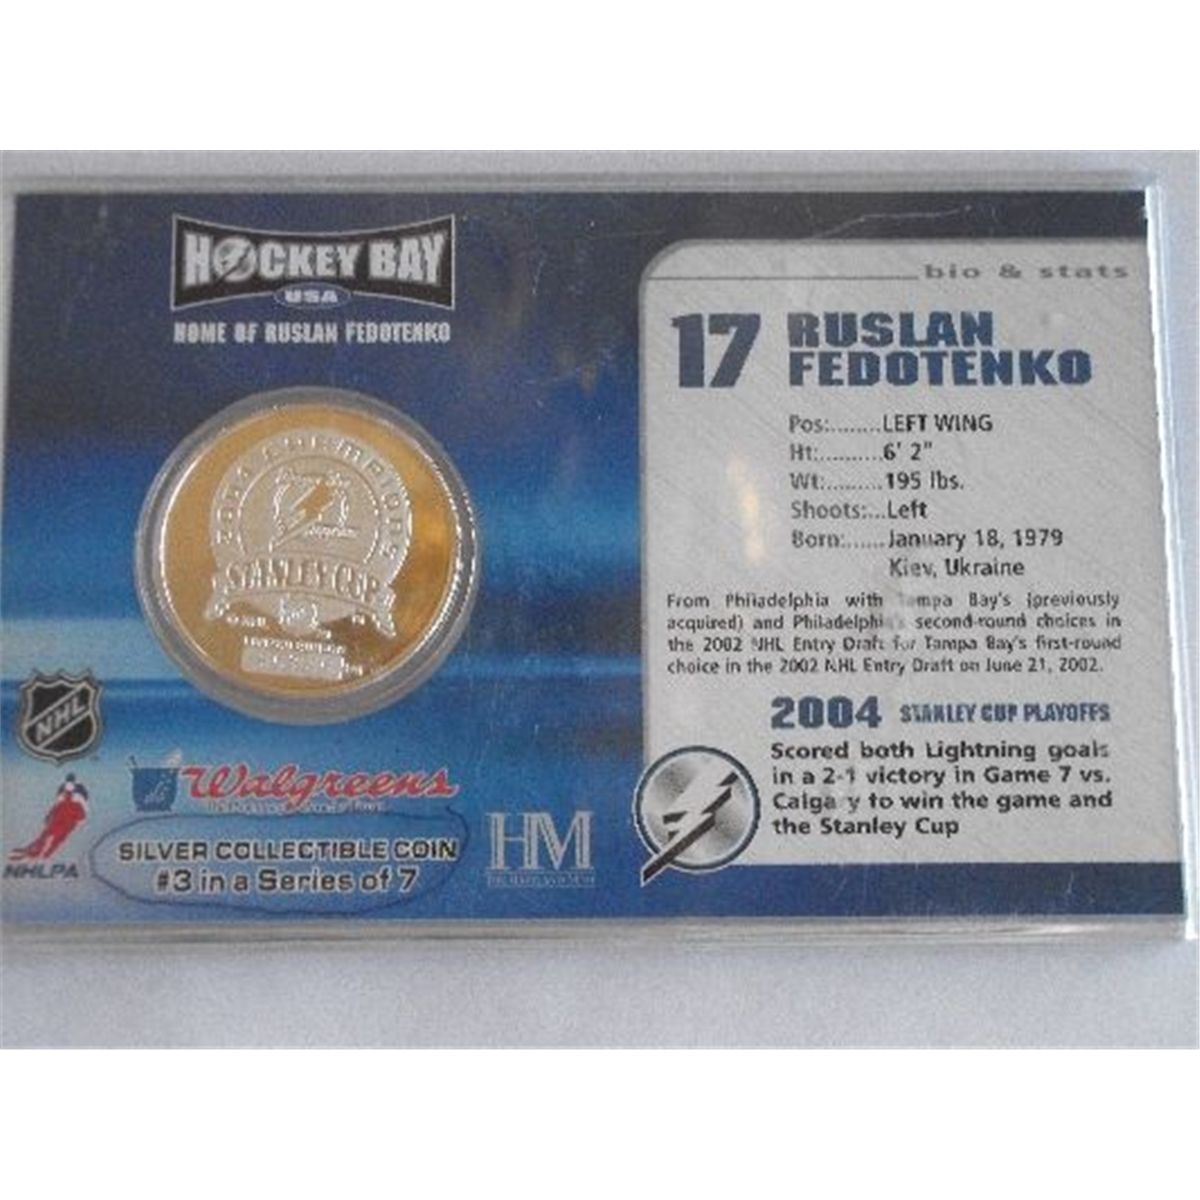 HOCKEY BAY
USA
HOME OF RUSLAN FEDOTENKO
2004 CHAMPIONS
STANLEY CUP
NHL
Walgreens
NHLPA
SILVER COLLECTIBLE COIN
#3 in a Series of 7
HM
bio & stats
17 RUSLAN
FEDOTENKO
Pos:........LEFT WING
Ht:..........6' 2"
Wt:.........195 lbs.
Shoots:...Left
Born:......January 18, 1979
Kiev, Ukraine
From Philadelphia with Tampa Bay's (previously
acquired) and Philadelphia's second-round choices in
the 2002 NHL Entry Draft for Tampa Bay's first-round
choice in the 2002 NHL Entry Draft on June 21, 2002.
2004 STANLEY CUP PLAYOFFS
Scored both Lightning goals
in a 2-1 victory in Game 7 vs.
Calgary to win the game and
the Stanley Cup